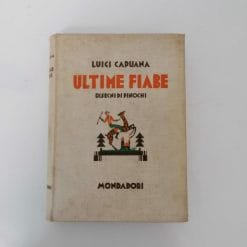 LUIGI CAPUANA
ULTIME FIABE
DISEGNI DI PINOCHI
MONDADORI